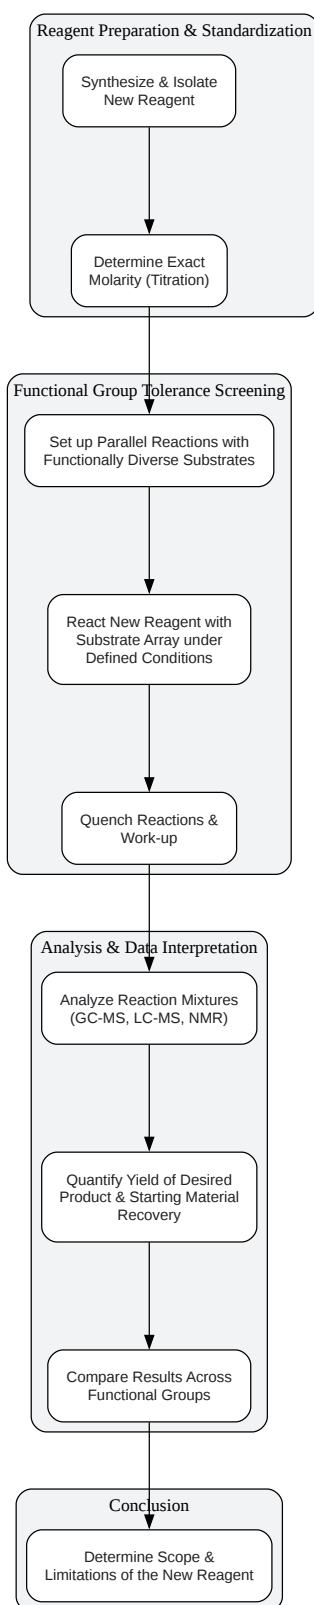 Reagent Preparation & Standardization
Synthesize & Isolate
New Reagent
Determine Exact
Molarity (Titration)
Functional Group Tolerance Screening
Set up Parallel Reactions with
Functionally Diverse Substrates
React New Reagent with
Substrate Array under
Defined Conditions
Quench Reactions &
Work-up
Analysis & Data Interpretation
Analyze Reaction Mixtures
(GC-MS, LC-MS, NMR)
Quantify Yield of Desired
Product & Starting Material
Recovery
Compare Results Across
Functional Groups
Conclusion
Determine Scope &
Limitations of the New Reagent